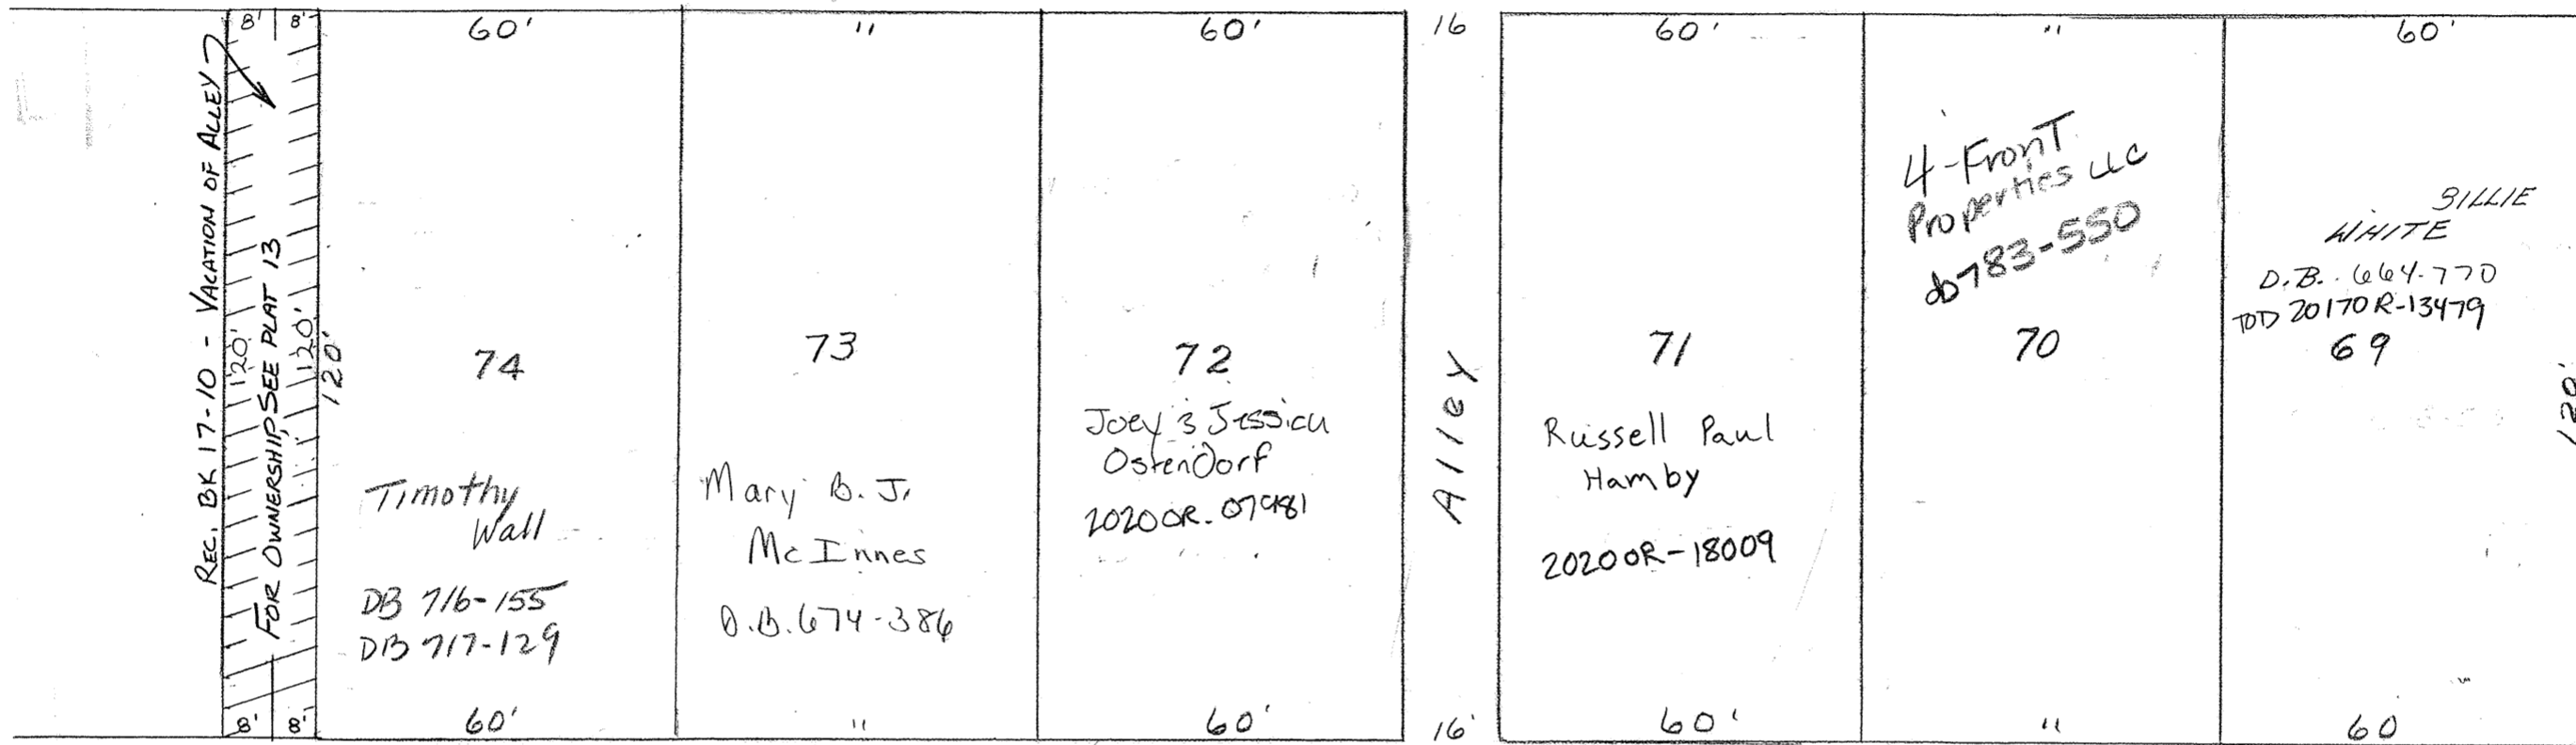 REC. BK 17-10 - VACATION OF ALLEY
8' 8'
120'
FOR OWNERSHIP, SEE PLAT 13
120'
8' 8'
60'
120'
74
Timothy
Wall
DB 716-155
DB 717-129
60'
"
73
Mary B. J.
McInnes
D.B. 674-386
"
60'
72
Joey & Jessica
Ostendorf
2020OR-07981
60'
16
Alley
16'
60'
71
Russell Paul
Hamby
2020OR-18009
60'
"
4-Front
Properties LLC
db783-550
70
"
60'
BILLIE
WHITE
D.B. 664-770
TOD 2017OR-13479
69
120'
60